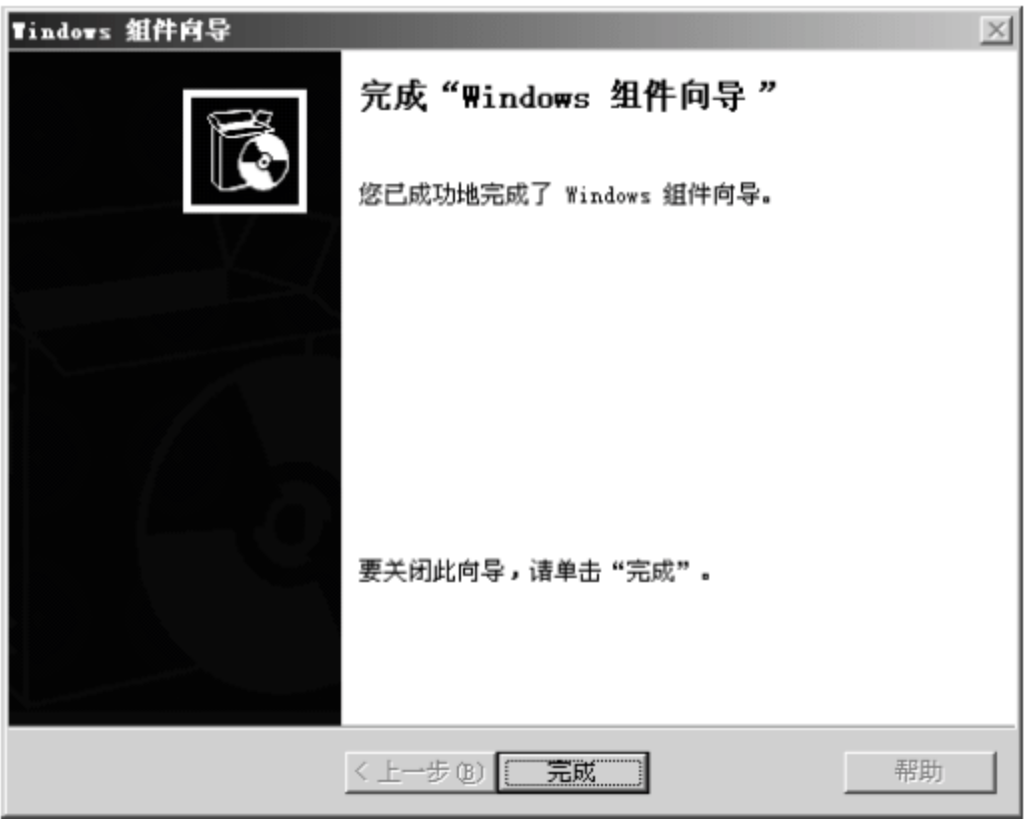 Windows 组件向导
完成“Windows 组件向导”
您已成功地完成了 Windows 组件向导。
要关闭此向导，请单击“完成”。
< 上一步(B)
完成
帮助